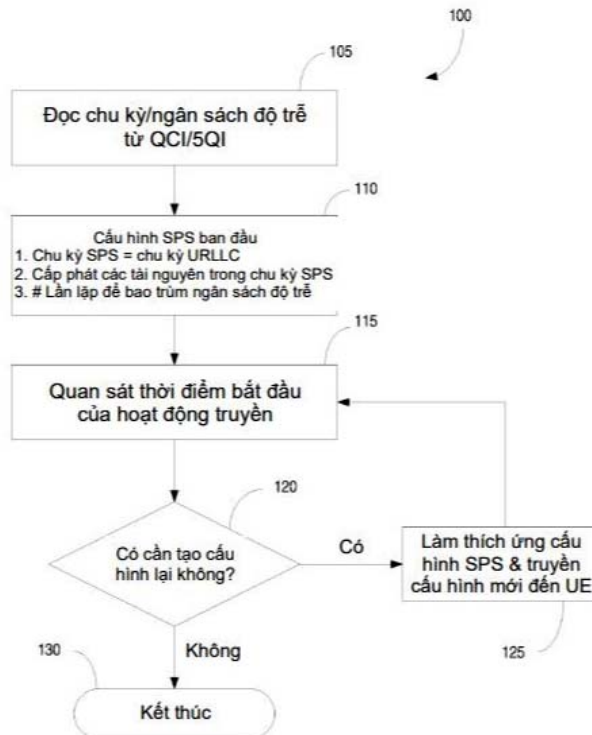 100
105
Đọc chu kỳ/ngân sách độ trễ
từ QCI/5QI
110
Cấu hình SPS ban đầu
1. Chu kỳ SPS = chu kỳ URLLC
2. Cấp phát các tài nguyên trong chu kỳ SPS
3. # Lần lặp để bao trùm ngân sách độ trễ
115
Quan sát thời điểm bắt đầu
của hoạt động truyền
120
Có cần tạo cấu
hình lại không?
Có
Làm thích ứng cấu
hình SPS & truyền
cấu hình mới đến UE
125
Không
130
Kết thúc